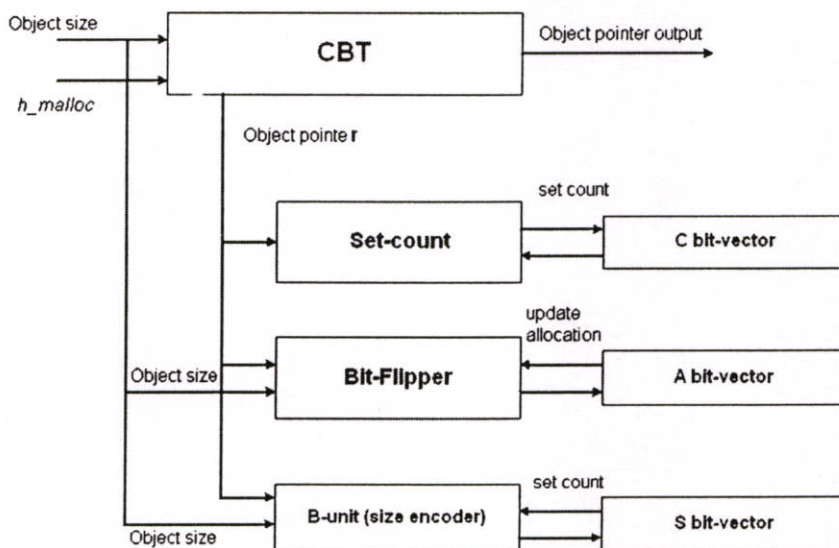 Object size
CBT
Object pointer output
h_malloc
Object pointe r
set count
Set-count
C bit-vector
update
allocation
Object size
Bit-Flipper
A bit-vector
set count
B-unit (size encoder)
S bit-vector
Object size